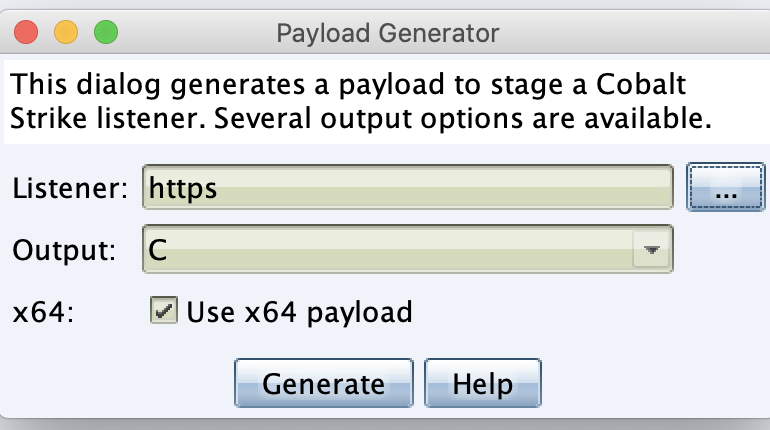 Payload Generator
This dialog generates a payload to stage a Cobalt
Strike listener. Several output options are available.
Listener: https ...
Output: C
x64: Use x64 payload
Generate Help